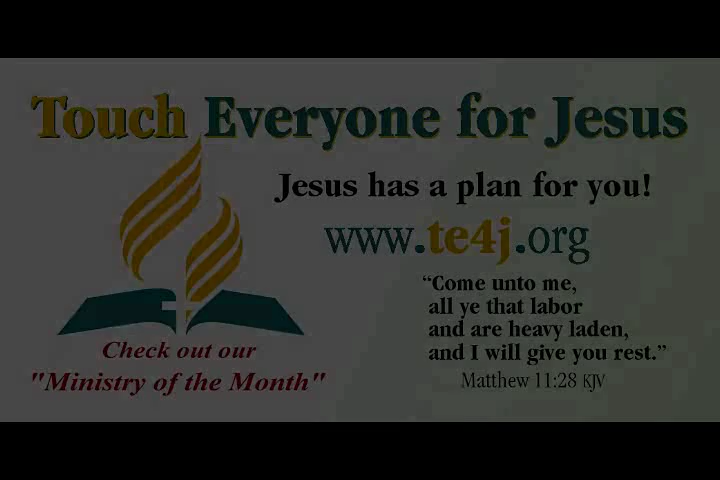 Touch Everyone for Jesus
Jesus has a plan for you!
www.te4j.org
“Come unto me,
all ye that labor
and are heavy laden,
and I will give you rest.”
Matthew 11:28 KJV
Check out our
"Ministry of the Month"